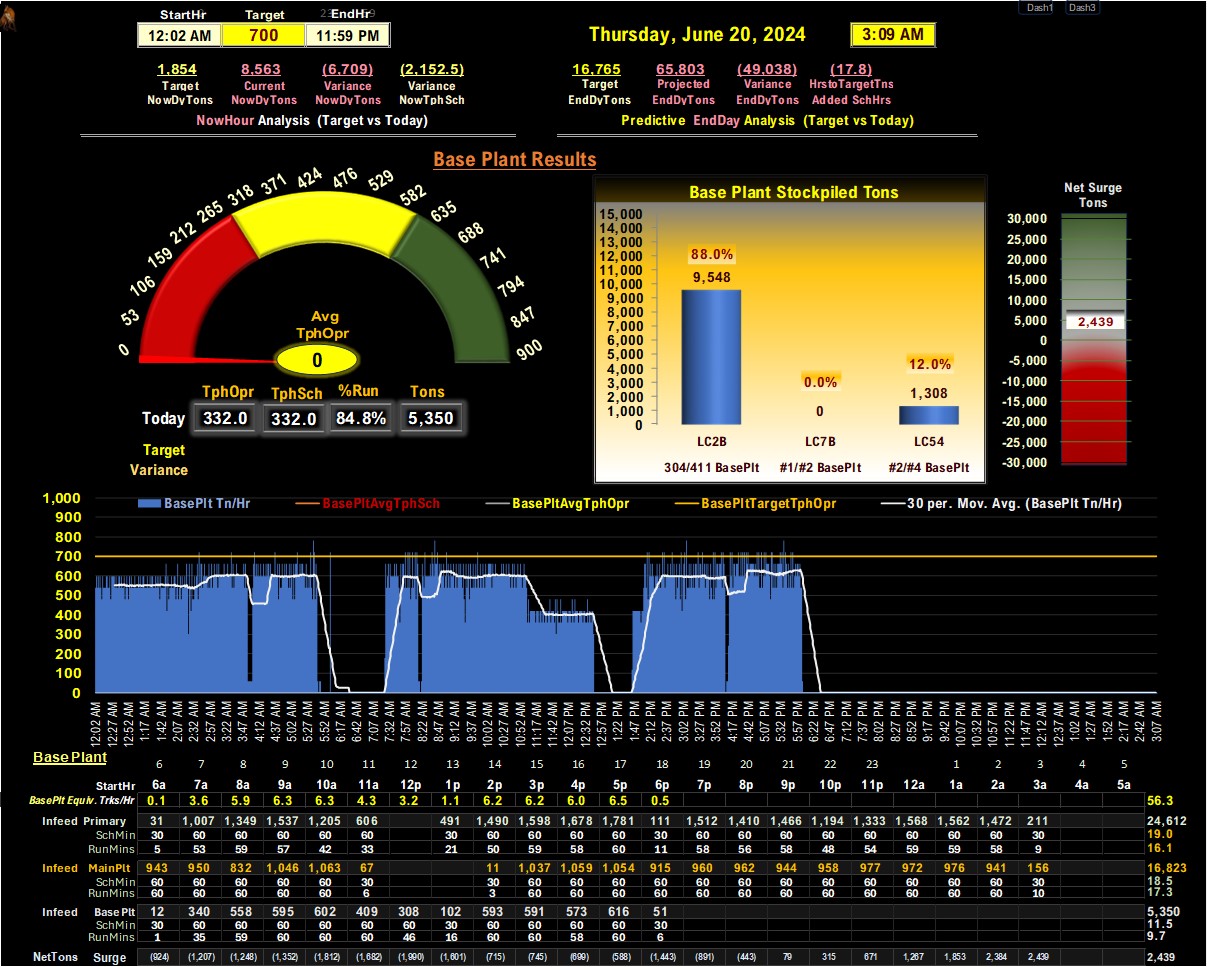 Dash1 Dash3
StartHr Target EndHr
12:02 AM 700 11:59 PM Thursday, June 20, 2024 3:09 AM
1,854 8,563 (6,709) (2,152.5) 16,765 65,803 (49,038) (17.8)
Target Current Variance Variance Target Projected Variance HrstoTargetTns
NowDyTons NowDyTons NowDyTons NowTphSch EndDyTons EndDyTons EndDyTons Added SchHrs
NowHour Analysis (Target vs Today) Predictive EndDay Analysis (Target vs Today)
Base Plant Results
0 53 106 159 212 265 318 371 424 476 529 582 635 688 741 794 847 900
Avg
TphOpr
0
TphOpr TphSch %Run Tons
Today 332.0 332.0 84.8% 5,350
Target
Variance
Base Plant Stockpiled Tons
15,000
14,000
13,000
12,000
11,000
10,000
9,000
8,000
7,000
6,000
5,000
4,000
3,000
2,000
1,000
0
88.0%
9,548
0.0%
0
12.0%
1,308
LC2B LC7B LC54
304/411 BasePlt #1/#2 BasePlt #2/#4 BasePlt
Net Surge
Tons
30,000
25,000
20,000
15,000
10,000
5,000
0
-5,000
-10,000
-15,000
-20,000
-25,000
-30,000
2,439
BasePlt Tn/Hr BasePltAvgTphSch BasePltAvgTphOpr BasePltTargetTphOpr 30 per. Mov. Avg. (BasePlt Tn/Hr)
1,000
900
800
700
600
500
400
300
200
100
0
12:02 AM 12:27 AM 12:52 AM 1:17 AM 1:42 AM 2:07 AM 2:32 AM 2:57 AM 3:22 AM 3:47 AM 4:12 AM 4:37 AM 5:02 AM 5:27 AM 5:52 AM 6:17 AM 6:42 AM 7:07 AM 7:32 AM 7:57 AM 8:22 AM 8:47 AM 9:12 AM 9:37 AM 10:02 AM 10:27 AM 10:52 AM 11:17 AM 11:42 AM 12:07 PM 12:32 PM 12:57 PM 1:22 PM 1:47 PM 2:12 PM 2:37 PM 3:02 PM 3:27 PM 3:52 PM 4:17 PM 4:42 PM 5:07 PM 5:32 PM 5:57 PM 6:22 PM 6:47 PM 7:12 PM 7:37 PM 8:02 PM 8:27 PM 8:52 PM 9:17 PM 9:42 PM 10:07 PM 10:32 PM 10:57 PM 11:22 PM 11:47 PM 12:12 AM 12:37 AM 1:02 AM 1:27 AM 1:52 AM 2:17 AM 2:42 AM 3:07 AM
Base Plant
6 7 8 9 10 11 12 13 14 15 16 17 18 19 20 21 22 23 1 2 3 4 5
StartHr 6a 7a 8a 9a 10a 11a 12p 1p 2p 3p 4p 5p 6p 7p 8p 9p 10p 11p 12a 1a 2a 3a 4a 5a
BasePlt Equiv. Trks/Hr 0.1 3.6 5.9 6.3 6.3 4.3 3.2 1.1 6.2 6.2 6.0 6.5 0.5 56.3
Infeed Primary 31 1,007 1,349 1,537 1,205 606 491 1,490 1,598 1,678 1,781 111 1,512 1,410 1,466 1,194 1,333 1,568 1,562 1,472 211 24,612
SchMin 30 60 60 60 60 30 30 60 60 60 60 30 60 60 60 60 60 60 60 60 30 19.0
RunMins 5 53 59 57 42 33 21 50 59 58 60 11 58 56 58 48 54 59 59 58 9 16.1
Infeed MainPlt 943 950 832 1,046 1,063 67 11 1,037 1,059 1,054 915 960 962 944 958 977 972 976 941 156 16,823
SchMin 60 60 60 60 60 30 30 60 60 60 60 60 60 60 60 60 60 60 60 30 18.5
RunMins 60 60 60 60 60 6 3 60 60 60 60 60 60 60 60 60 60 60 60 10 17.3
Infeed BasePlt 12 340 558 595 602 409 308 102 593 591 573 616 51 5,350
SchMin 30 60 60 60 60 60 60 30 60 60 60 60 30 11.5
RunMins 1 35 59 60 60 60 46 16 60 60 58 60 6 9.7
NetTons Surge (924) (1,207) (1,248) (1,352) (1,812) (1,682) (1,990) (1,601) (715) (745) (699) (588) (1,443) (891) (443) 79 315 671 1,267 1,853 2,384 2,439 2,439